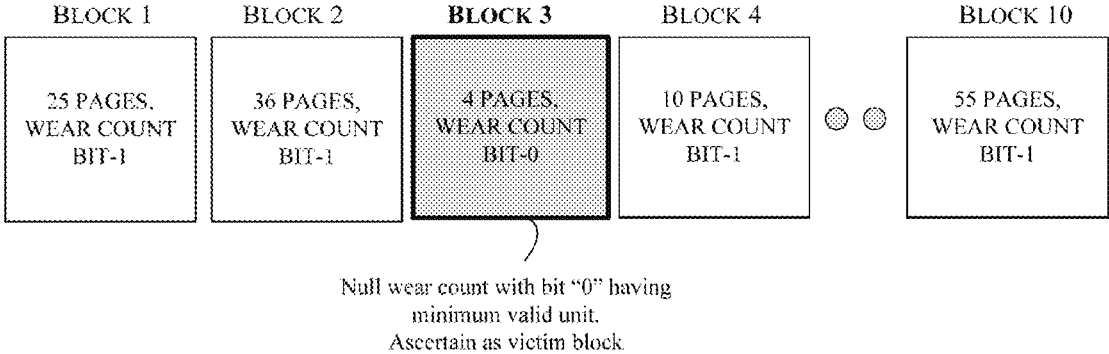 BLOCK 1 BLOCK 2 BLOCK 3 BLOCK 4 BLOCK 10
25 PAGES,
WEAR COUNT
BIT-1
36 PAGES,
WEAR COUNT
BIT-1
4 PAGES,
WEAR COUNT
BIT-0
10 PAGES,
WEAR COUNT
BIT-1
55 PAGES,
WEAR COUNT
BIT-1
Null wear count with bit “0” having
minimum valid unit.
Ascertain as victim block